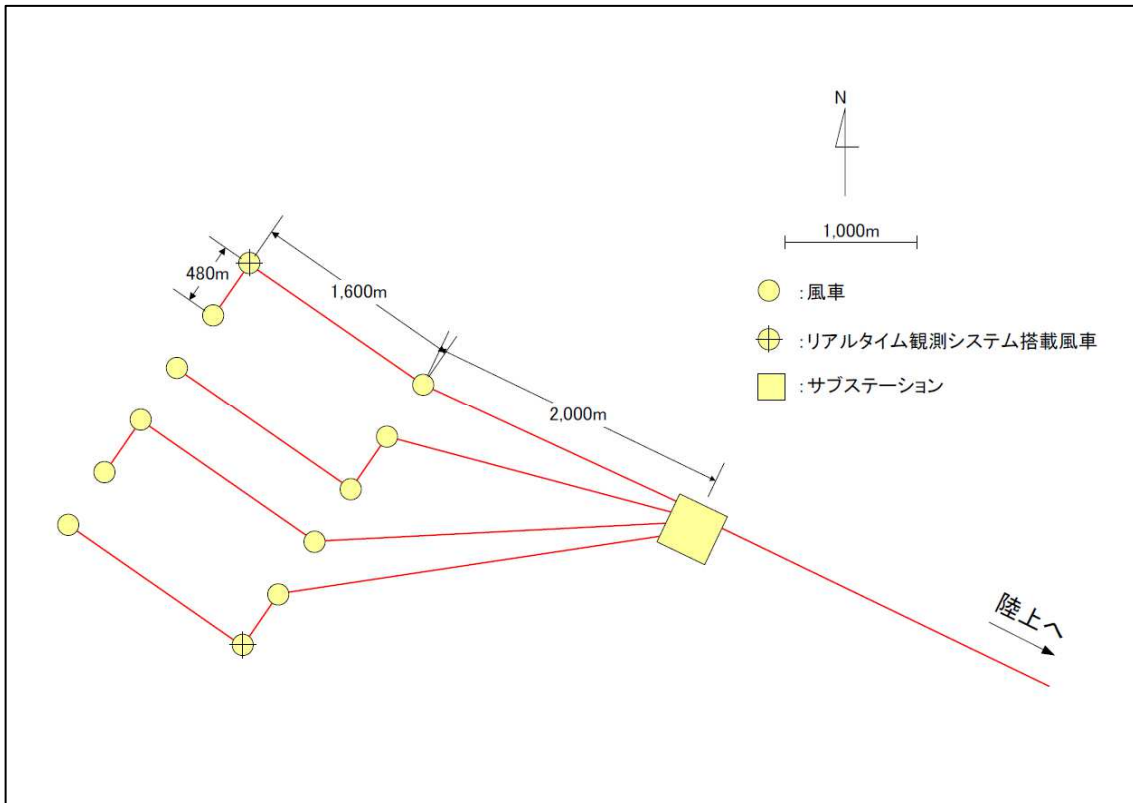 N
1,000m
480m
1,600m
:風車
:リアルタイム観測システム搭載風車
:サブステーション
2,000m
陸上へ